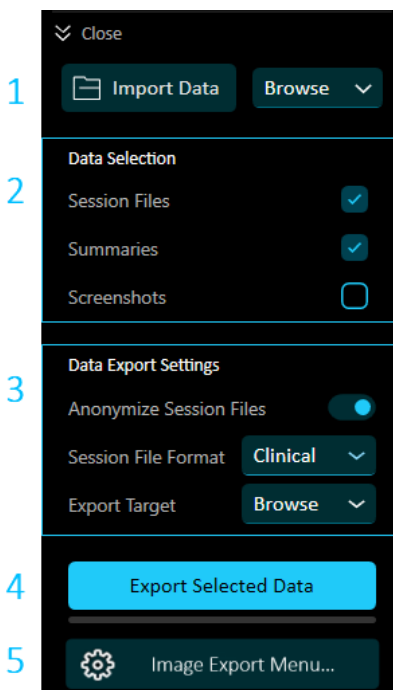 Close
1 Import Data Browse
Data Selection
2
Session Files
Summaries
Screenshots
Data Export Settings
3
Anonymize Session Files
Session File Format Clinical
Export Target Browse
4 Export Selected Data
5 Image Export Menu...